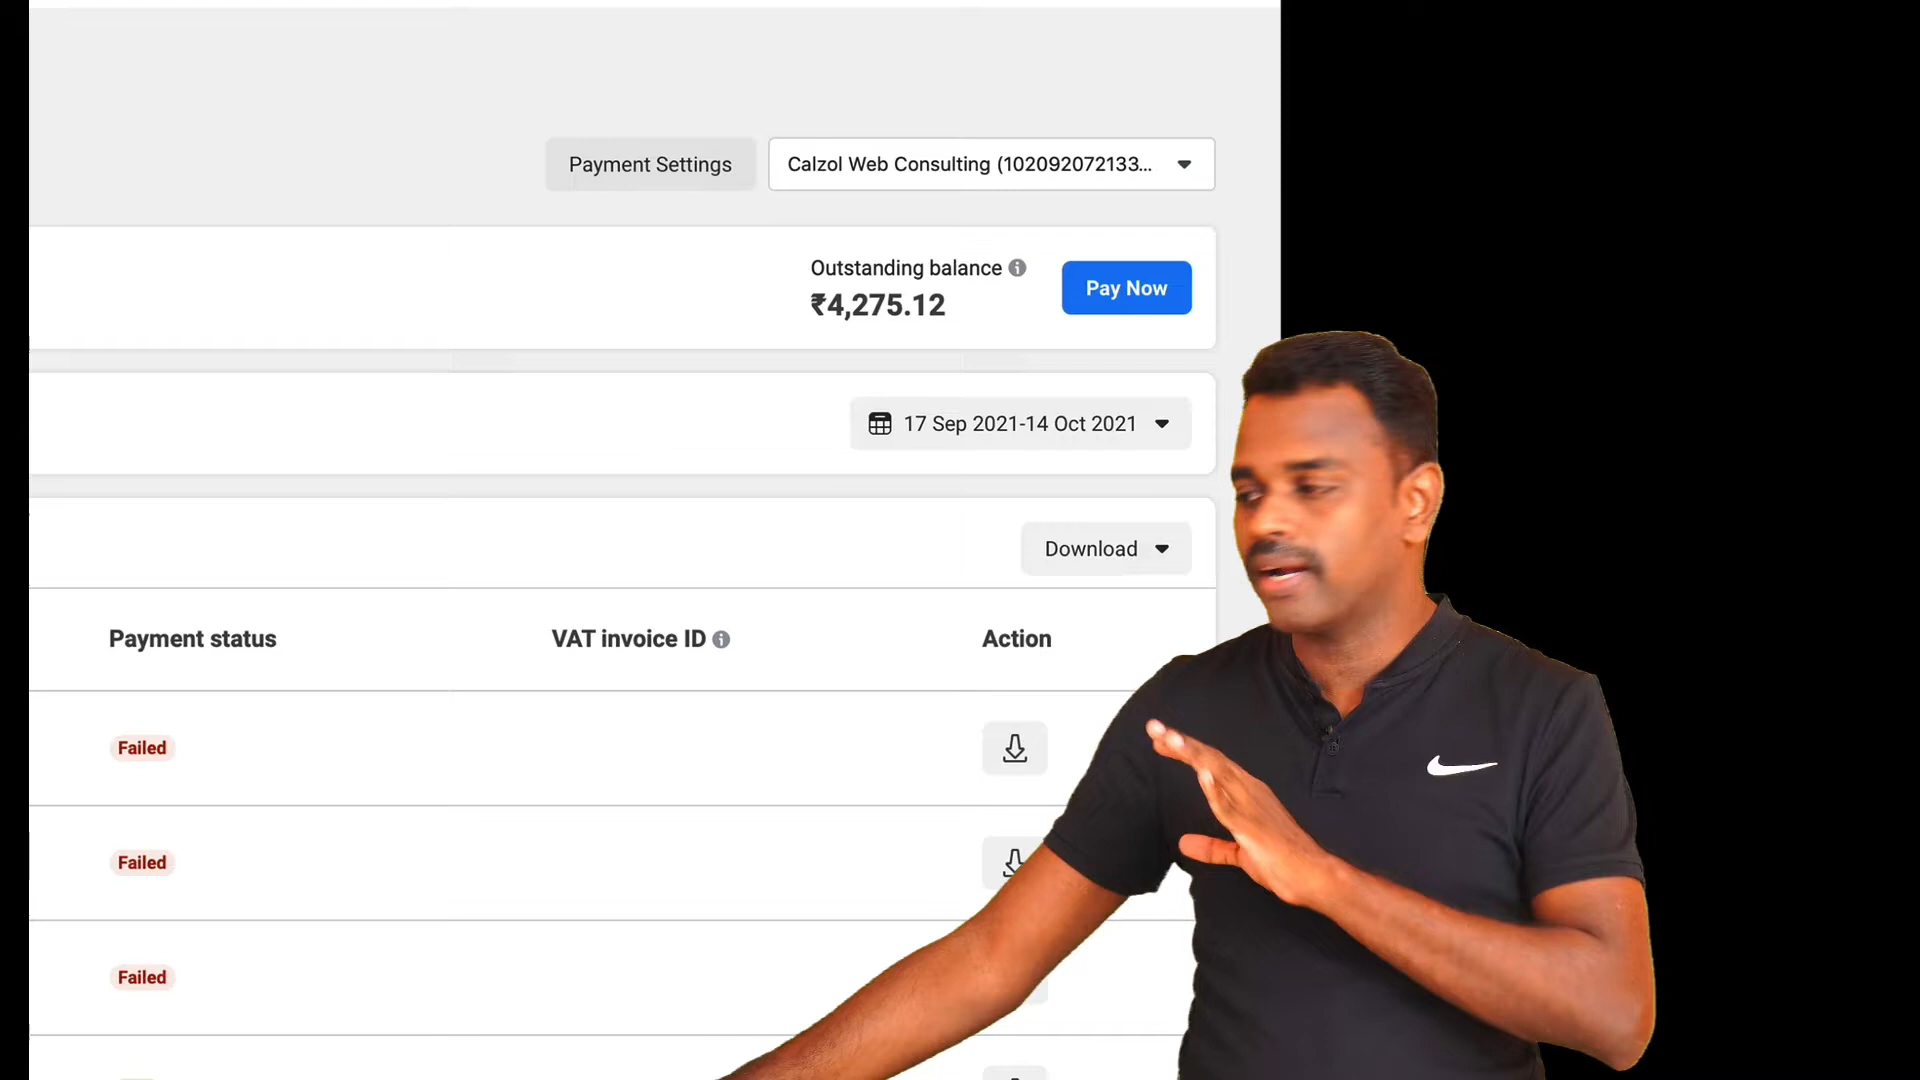 Payment Settings
Calzol Web Consulting (102092072133...
Outstanding balance
₹4,275.12
Pay Now
17 Sep 2021-14 Oct 2021
Download
Payment status
VAT invoice ID
Action
Failed
Failed
Failed